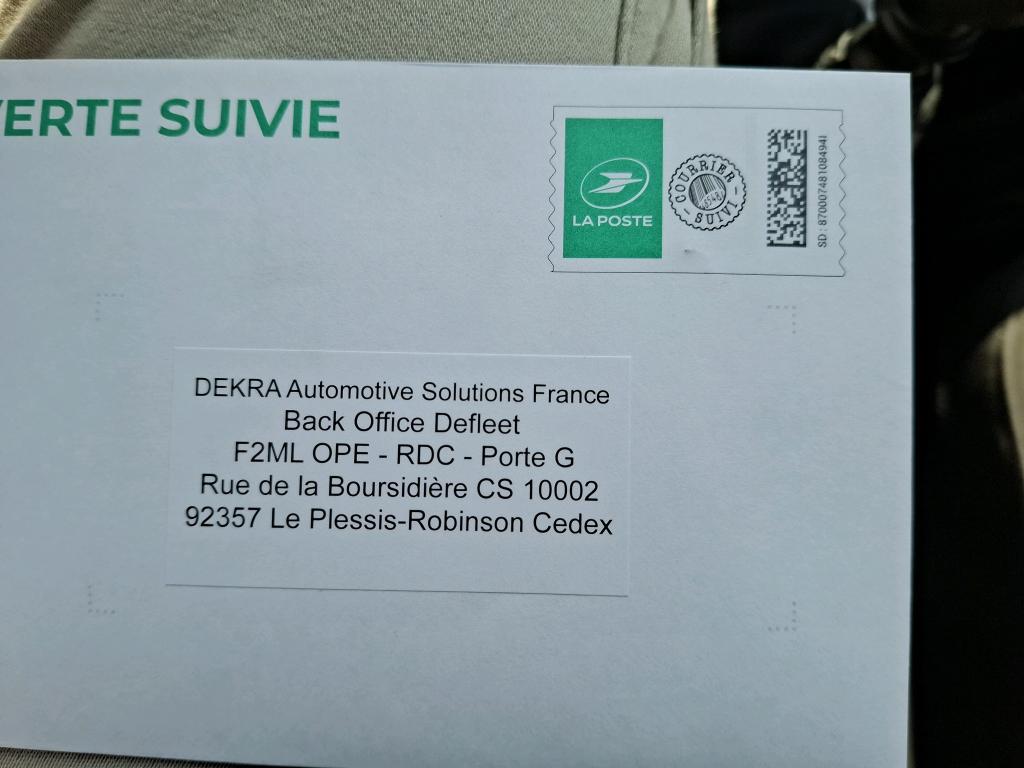 ERTE SUIVIE
LA POSTE
COURRIER
SUIVI
SD : 87000748108494I
DEKRA Automotive Solutions France
Back Office Defleet
F2ML OPE - RDC - Porte G
Rue de la Boursidière CS 10002
92357 Le Plessis-Robinson Cedex